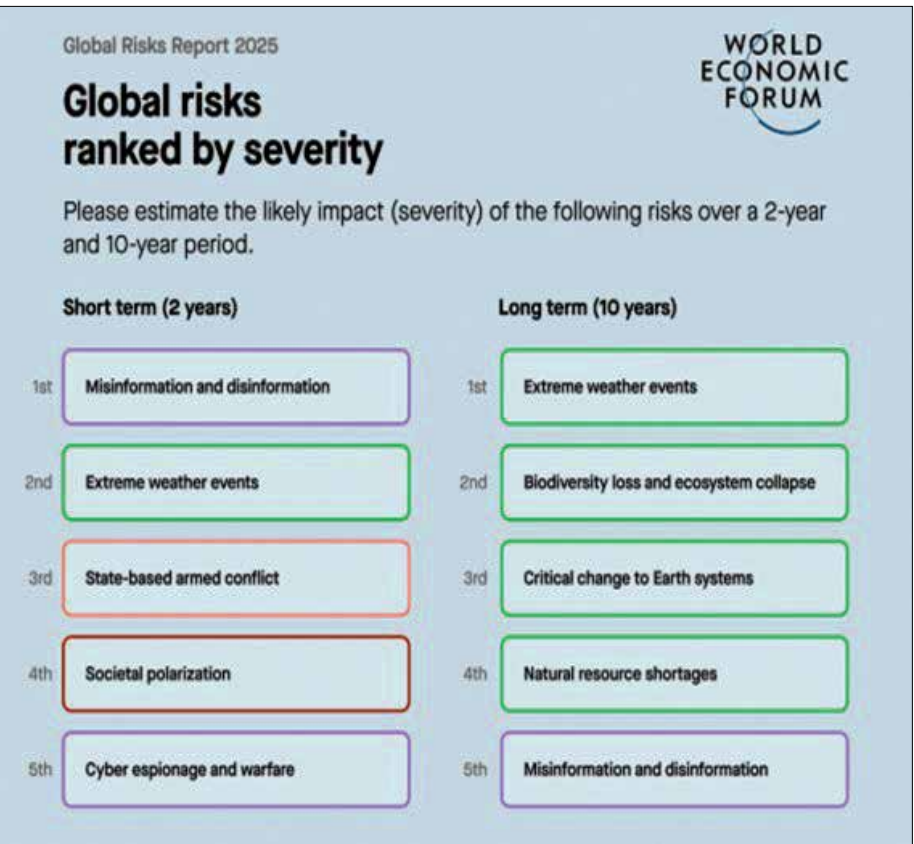 Global Risks Report 2025
WORLD
ECONOMIC
FORUM
Global risks
ranked by severity
Please estimate the likely impact (severity) of the following risks over a 2-year
and 10-year period.
Short term (2 years)
Long term (10 years)
1st Misinformation and disinformation
1st Extreme weather events
2nd Extreme weather events
2nd Biodiversity loss and ecosystem collapse
3rd State-based armed conflict
3rd Critical change to Earth systems
4th Societal polarization
4th Natural resource shortages
5th Cyber espionage and warfare
5th Misinformation and disinformation